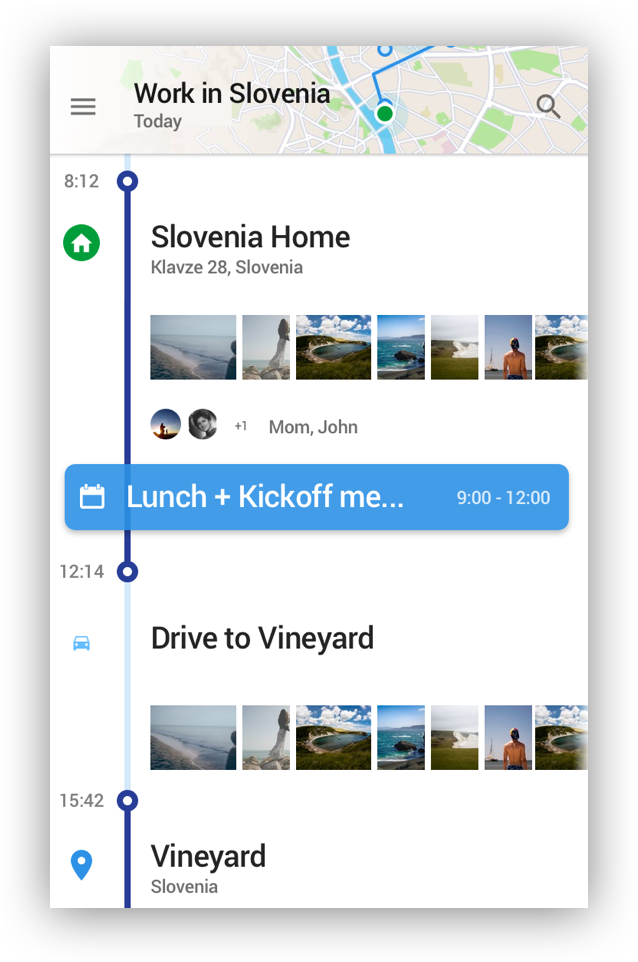 Work in Slovenia
Today
8:12
Slovenia Home
Klavze 28, Slovenia
+1 Mom, John
Lunch + Kickoff me... 9:00 - 12:00
12:14
Drive to Vineyard
15:42
Vineyard
Slovenia